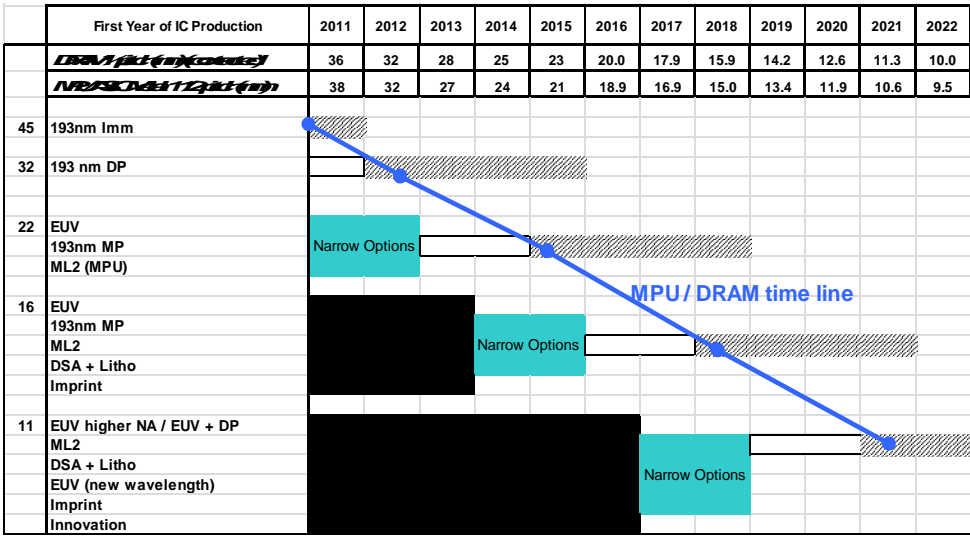 First Year of IC Production 2011 2012 2013 2014 2015 2016 2017 2018 2019 2020 2021 2022
36 32 28 25 23 20.0 17.9 15.9 14.2 12.6 11.3 10.0
38 32 27 24 21 18.9 16.9 15.0 13.4 11.9 10.6 9.5
45 193nm Imm
32 193 nm DP
22 EUV
193nm MP
ML2 (MPU)
Narrow Options
MPU / DRAM time line
16 EUV
193nm MP
ML2
DSA + Litho
Imprint
Narrow Options
11 EUV higher NA / EUV + DP
ML2
DSA + Litho
EUV (new wavelength)
Imprint
Innovation
Narrow Options